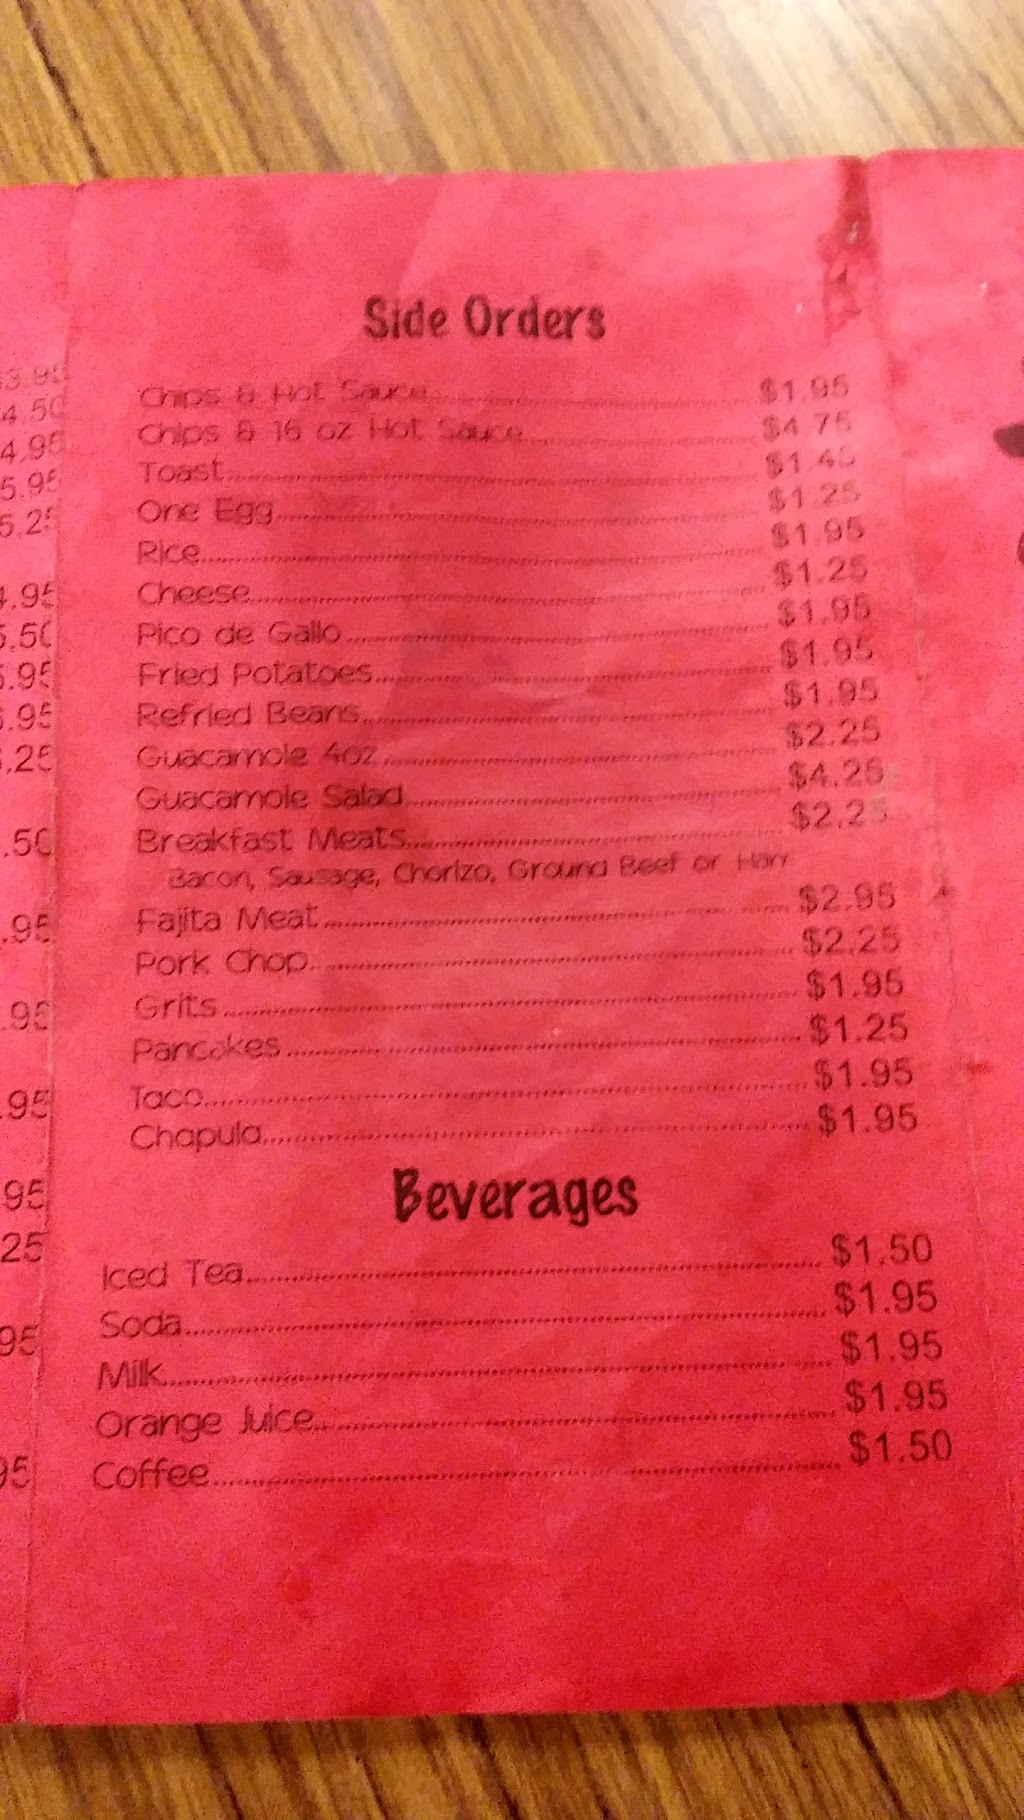 Side Orders
Chips & Hot Sauce $1.95
Chips & 16 oz Hot Sauce $4.75
Toast $1.45
One Egg $1.25
Rice $1.95
Cheese $1.25
Pico de Gallo $1.95
Fried Potatoes $1.95
Refried Beans $1.95
Guacamole 4oz $2.25
Guacamole Salad $4.25
Breakfast Meats $2.25
Bacon, Sausage, Chorizo, Ground Beef or Ham
Fajita Meat $2.95
Pork Chop $2.25
Grits $1.95
Pancakes $1.25
Taco $1.95
Chapula $1.95
Beverages
Iced Tea $1.50
Soda $1.95
Milk $1.95
Orange Juice $1.95
Coffee $1.50